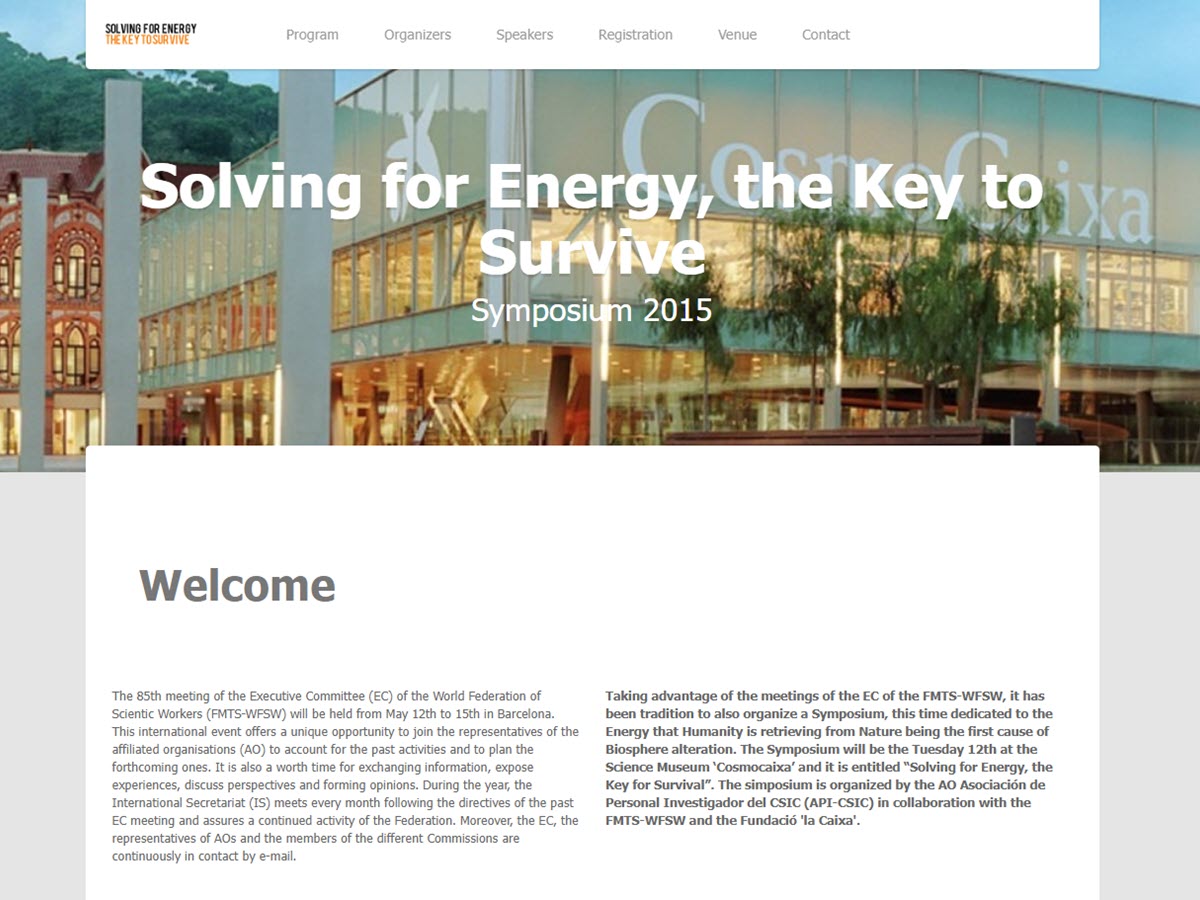 SOLVING FOR ENERGY
THE KEY TO SURVIVE
Program
Organizers
Speakers
Registration
Venue
Contact
CosmoCaixa
Solving for Energy, the Key to
Survive
Symposium 2015
Welcome
The 85th meeting of the Executive Committee (EC) of the World Federation of
Scientic Workers (FMTS-WFSW) will be held from May 12th to 15th in Barcelona.
This international event offers a unique opportunity to join the representatives of the
affiliated organisations (AO) to account for the past activities and to plan the
forthcoming ones. It is also a worth time for exchanging information, expose
experiences, discuss perspectives and forming opinions. During the year, the
International Secretariat (IS) meets every month following the directives of the past
EC meeting and assures a continued activity of the Federation. Moreover, the EC, the
representatives of AOs and the members of the different Commissions are
continuously in contact by e-mail.
Taking advantage of the meetings of the EC of the FMTS-WFSW, it has
been tradition to also organize a Symposium, this time dedicated to the
Energy that Humanity is retrieving from Nature being the first cause of
Biosphere alteration. The Symposium will be the Tuesday 12th at the
Science Museum ‘Cosmocaixa’ and it is entitled “Solving for Energy, the
Key for Survival”. The simposium is organized by the AO Asociación de
Personal Investigador del CSIC (API-CSIC) in collaboration with the
FMTS-WFSW and the Fundació 'la Caixa'.